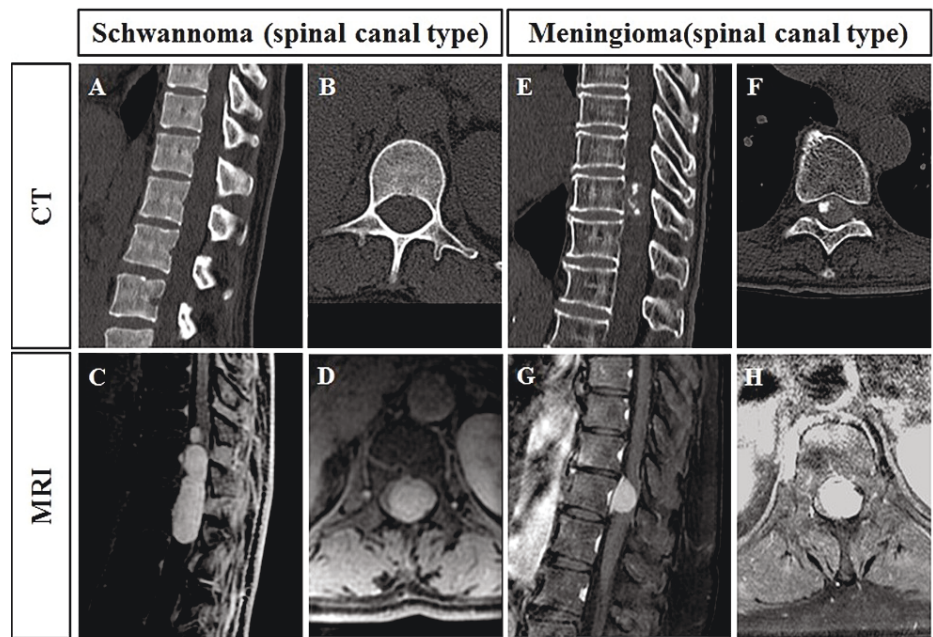 Schwannoma (spinal canal type)
Meningioma(spinal canal type)
CT
A
B
E
F
MRI
C
D
G
H